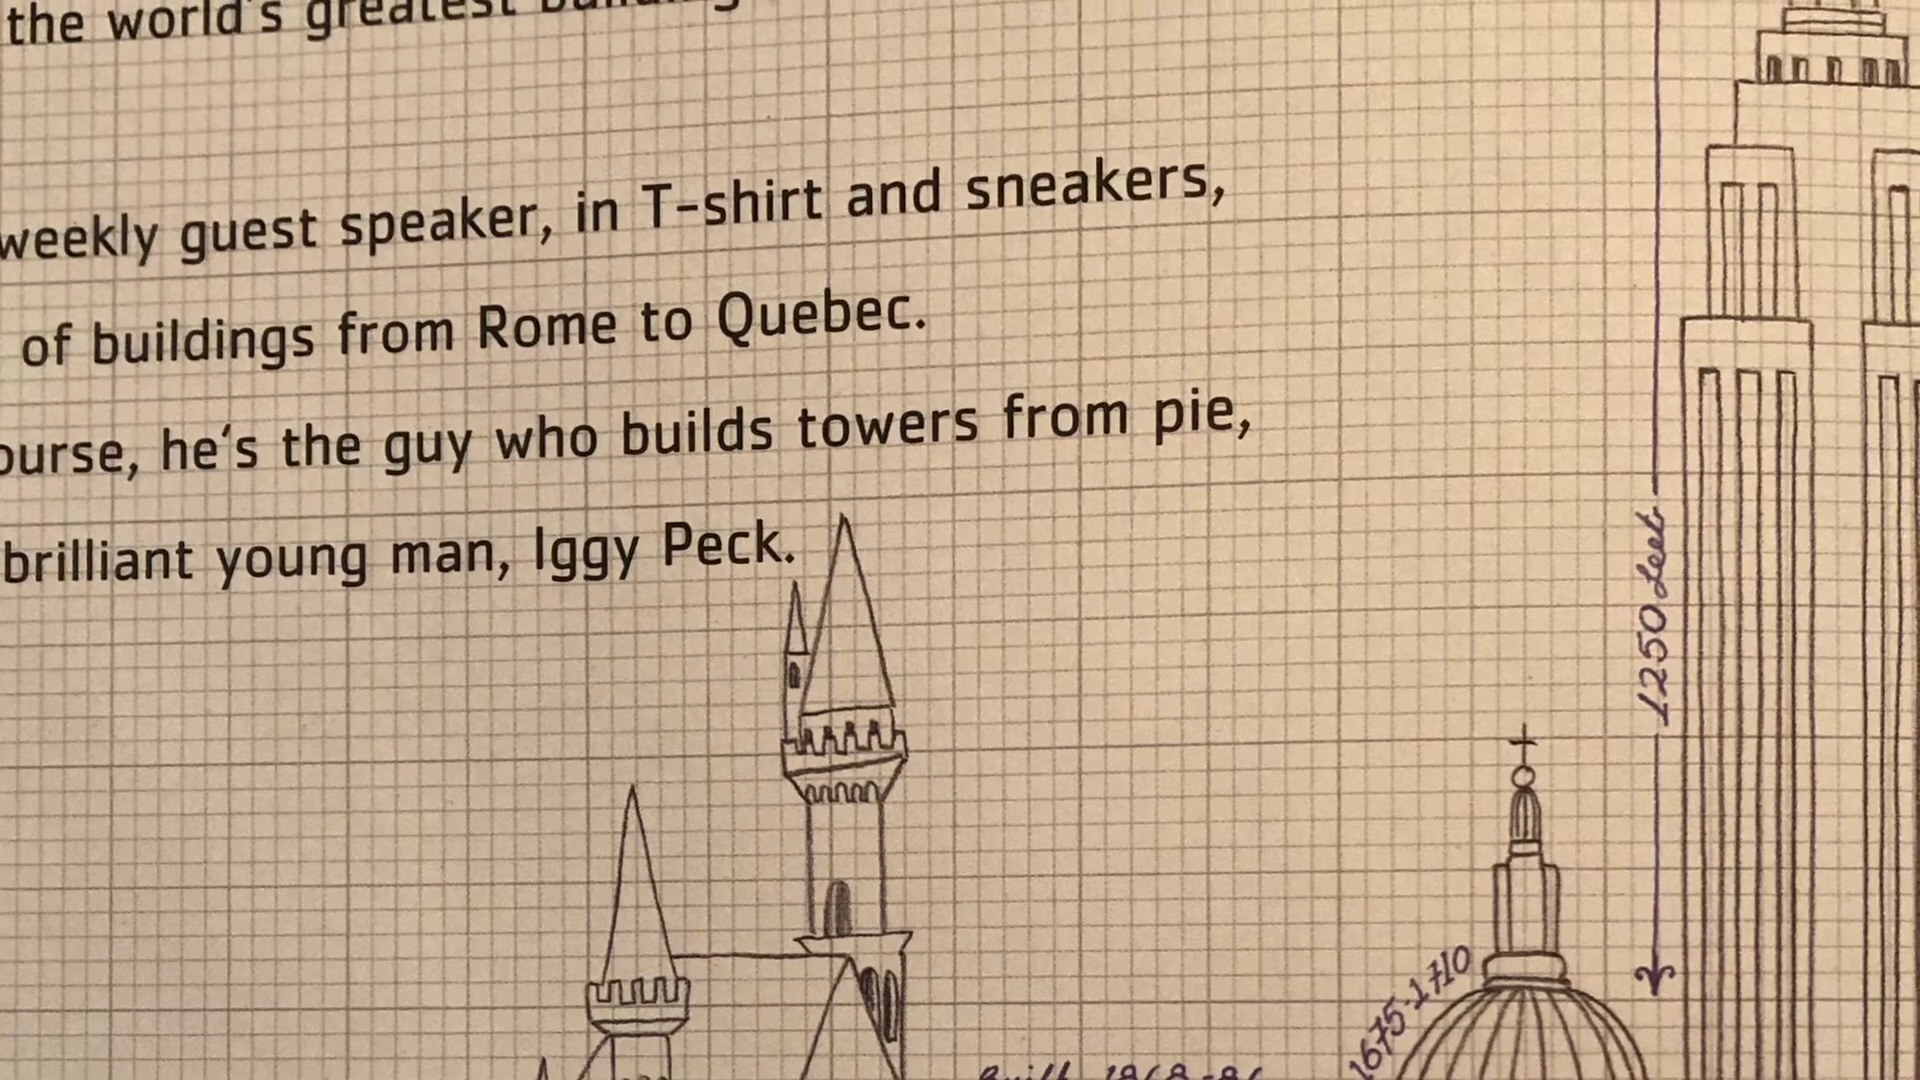 the world's greatest
weekly guest speaker, in T-shirt and sneakers,
of buildings from Rome to Quebec.
he's the guy who builds towers from pie,
brilliant young man, Iggy Peck.
1250 feet
1675-1710